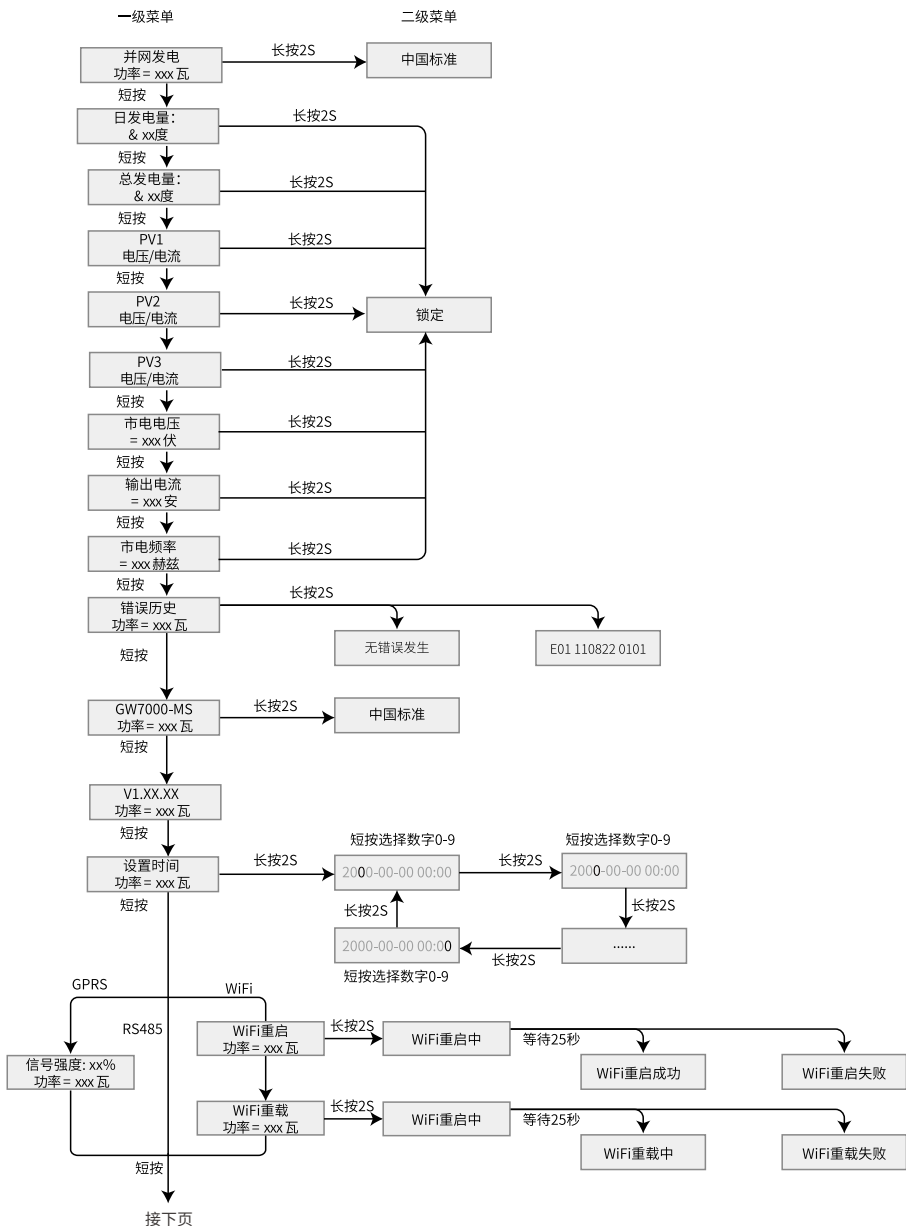 一级菜单
二级菜单
并网发电
功率= xxx 瓦
长按2S
中国标准
短按
日发电量：
& xx度
长按2S
短按
总发电量：
& xx度
长按2S
短按
PV1
电压/电流
长按2S
短按
PV2
电压/电流
长按2S
锁定
PV3
电压/电流
长按2S
短按
市电电压
= xxx 伏
长按2S
短按
输出电流
= xxx 安
长按2S
短按
市电频率
= xxx 赫兹
长按2S
短按
错误历史
功率= xxx 瓦
长按2S
无错误发生
E01 110822 0101
短按
GW7000-MS
功率= xxx 瓦
长按2S
中国标准
短按
V1.XX.XX
功率= xxx 瓦
短按
短按选择数字0-9
短按选择数字0-9
设置时间
功率= xxx 瓦
长按2S
2000-00-00 00:00
长按2S
2000-00-00 00:00
短按
长按2S
长按2S
2000-00-00 00:00
长按2S
......
短按选择数字0-9
GPRS
WiFi
RS485
WiFi重启
功率= xxx 瓦
长按2S
WiFi重启中
等待25秒
信号强度: xx%
功率= xxx 瓦
WiFi重启成功
WiFi重启失败
WiFi重载
功率= xxx 瓦
长按2S
WiFi重启中
等待25秒
WiFi重载中
WiFi重载失败
短按
接下页